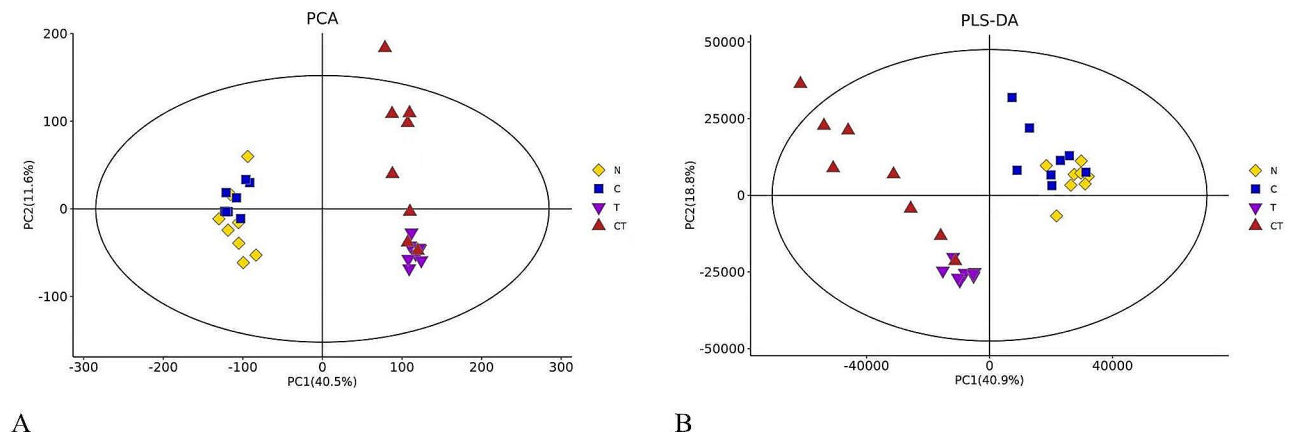 PCA
200
100
0
-100
PC2(11.6%)
-300
-200
-100
0
100
200
300
PC1(40.5%)
N
C
T
CT
A
PLS-DA
50000
25000
0
-25000
-50000
PC2(18.8%)
-40000
0
40000
PC1(40.9%)
N
C
T
CT
B